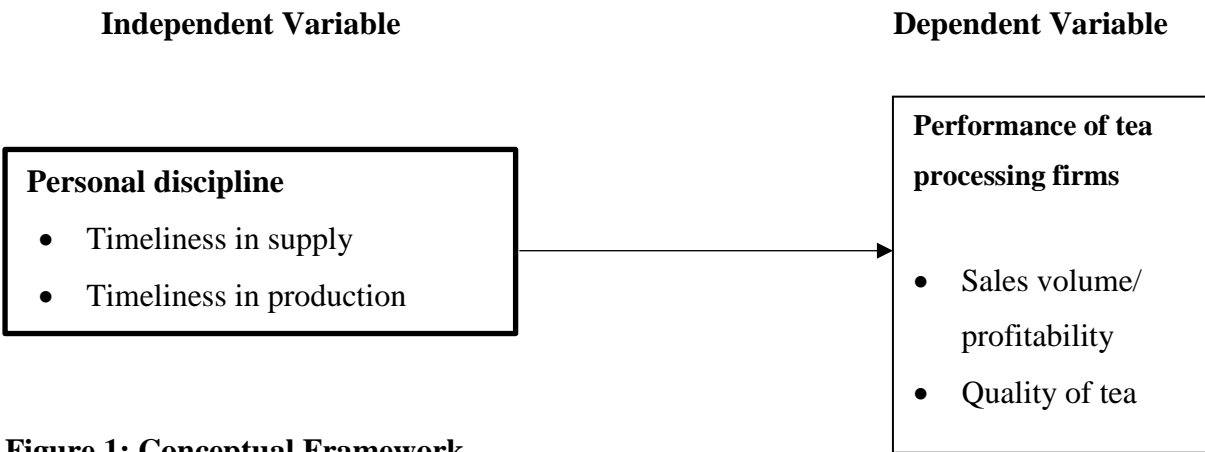 Independent Variable
Dependent Variable
Personal discipline
• Timeliness in supply
• Timeliness in production
Performance of tea
processing firms
• Sales volume/
profitability
• Quality of tea
Figure 1: Conceptual Framework